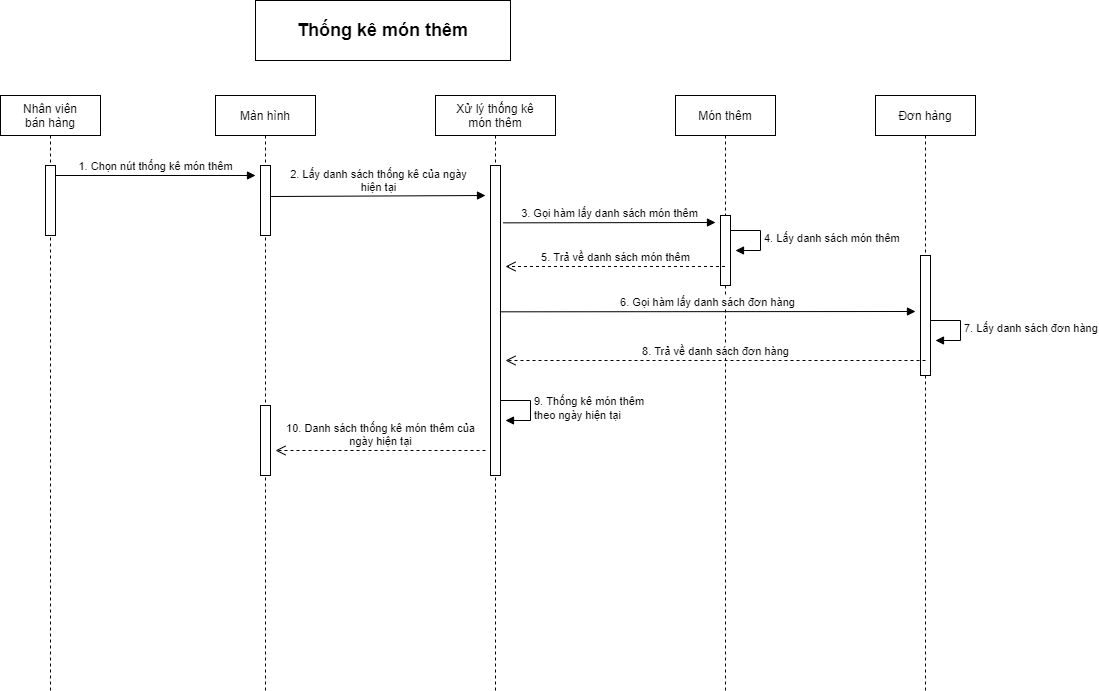 Thống kê món thêm
Nhân viên
bán hàng
Màn hình
Xử lý thống kê
món thêm
Món thêm
Đơn hàng
1. Chọn nút thống kê món thêm
2. Lấy danh sách thống kê của ngày
hiện tại
3. Gọi hàm lấy danh sách món thêm
4. Lấy danh sách món thêm
5. Trả về danh sách món thêm
6. Gọi hàm lấy danh sách đơn hàng
7. Lấy danh sách đơn hàng
8. Trả về danh sách đơn hàng
9. Thống kê món thêm
theo ngày hiện tại
10. Danh sách thống kê món thêm của
ngày hiện tại